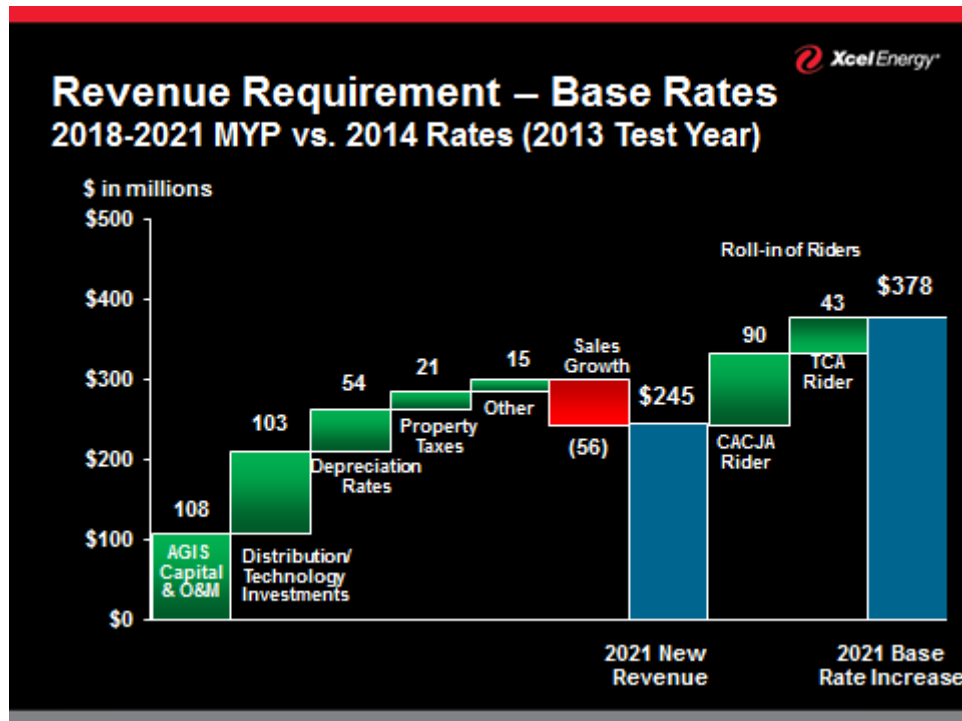 Xcel Energy
Revenue Requirement – Base Rates
2018-2021 MYP vs. 2014 Rates (2013 Test Year)
$ in millions
$500
$400
$300
$200
$100
$0
108
AGIS
Capital
& O&M
103
Distribution/
Technology
Investments
54
Depreciation
Rates
21
Property
Taxes
15
Other
Sales
Growth
(56)
$245
2021 New
Revenue
Roll-in of Riders
90
CACJA
Rider
43
TCA
Rider
$378
2021 Base
Rate Increase